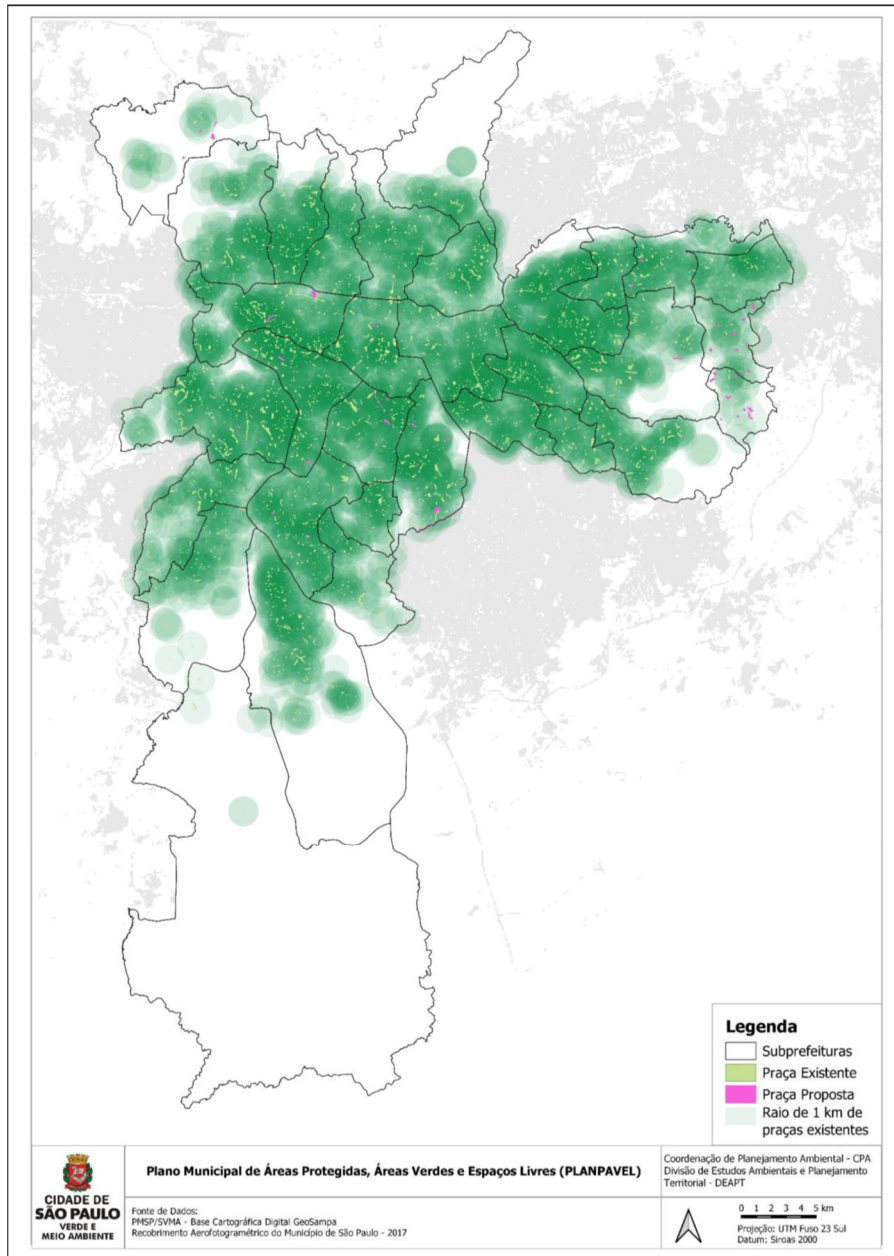 Legenda
Subprefeituras
Praça Existente
Praça Proposta
Raio de 1 km de
praças existentes
CIDADE DE
SÃO PAULO
VERDE E
MEIO AMBIENTE
Plano Municipal de Áreas Protegidas, Áreas Verdes e Espaços Livres (PLANPAVEL)
Fonte de Dados:
PMSP/SVMA - Base Cartográfica Digital GeoSampa
Recobrimento Aerofotogramétrico do Município de São Paulo - 2017
Coordenação de Planejamento Ambiental - CPA
Divisão de Estudos Ambientais e Planejamento
Territorial - DEAPT
0 1 2 3 4 5 km
Projeção: UTM Fuso 23 Sul
Datum: Siroas 2000